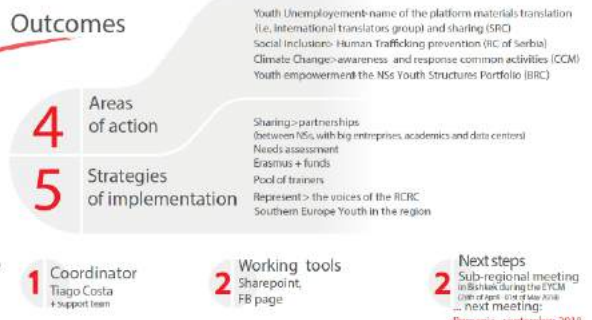 Outcomes
Youth Unemployement>name of the platform materials translation
(i.e, international translators group) and sharing (SRC)
Social Inclusion> Human Trafficking prevention (RC of Serbia)
Climate Change>awareness and response common activities (CCM)
Youth empowerment the NSs Youth Structures Portfolio (BRC)
4
Areas
of action
Sharing>partnerships
(between NSs, with big entreprises, academics and data centers)
Needs assessment
Erasmus + funds
Pool of trainers
Represent> the voices of the RCRC
Southern Europe Youth in the region
5
Strategies
of implementation
1
Coordinator
Tiago Costa
+ support team
2
Working tools
Sharepoint,
FB page
2
Next steps
Sub-regional meeting
in Bishkek during the EYCM
of April - 01st of May
... next meeting: